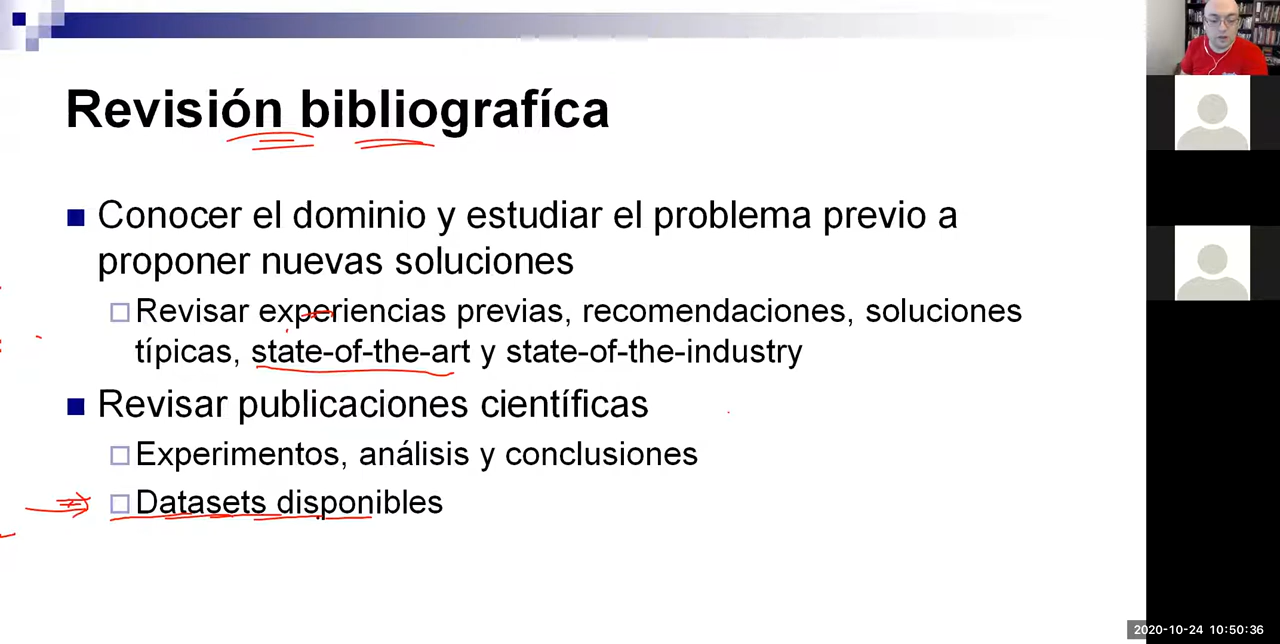 Revisión bibliografíca
Conocer el dominio y estudiar el problema previo a
proponer nuevas soluciones
Revisar experiencias previas, recomendaciones, soluciones
típicas, state-of-the-art y state-of-the-industry
Revisar publicaciones científicas
Experimentos, análisis y conclusiones
Datasets disponibles
2020-10-24 10:50:36